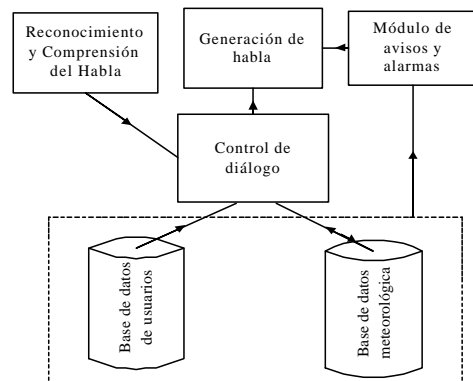 Reconocimiento
y Comprensión
del Habla
Generación de
habla
Módulo de
avisos y
alarmas
Control de
diálogo
Base de datos
de usuarios
Base de datos
meteorológica